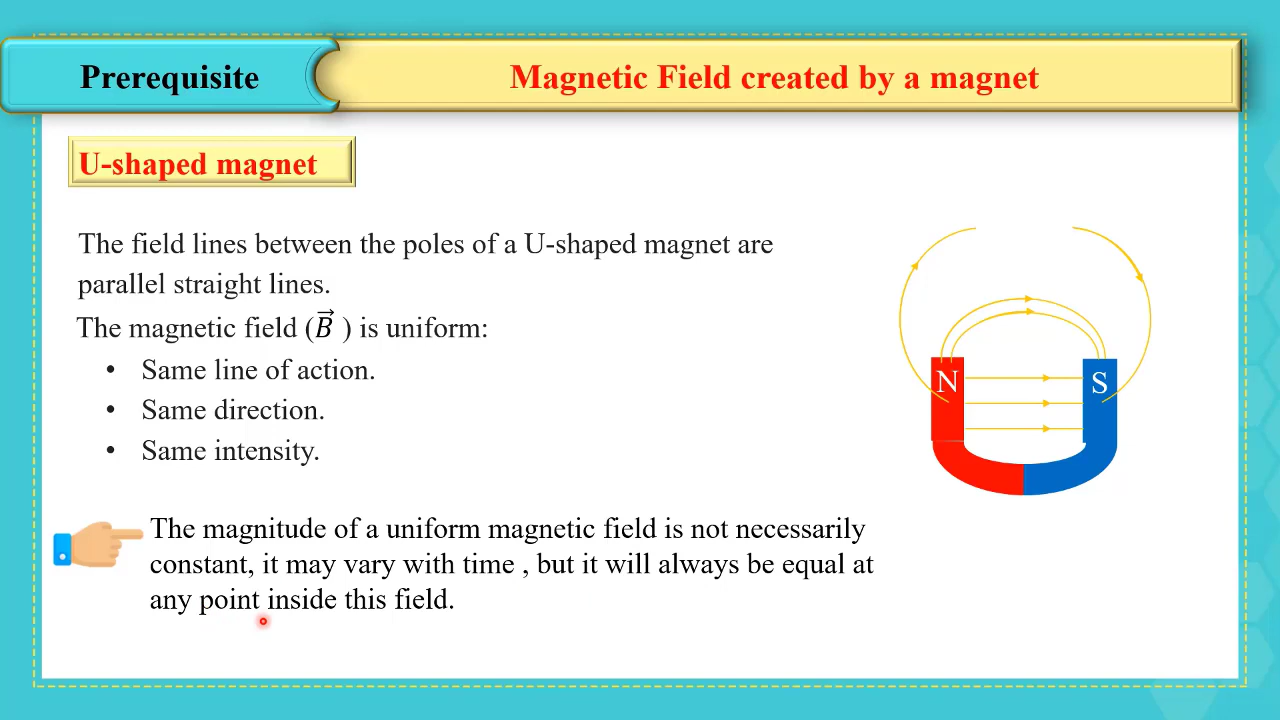 Prerequisite
Magnetic Field created by a magnet
U-shaped magnet
The field lines between the poles of a U-shaped magnet are
parallel straight lines.
The magnetic field (B⃗ ) is uniform:
• Same line of action.
• Same direction.
• Same intensity.
N
S
The magnitude of a uniform magnetic field is not necessarily
constant, it may vary with time , but it will always be equal at
any point inside this field.